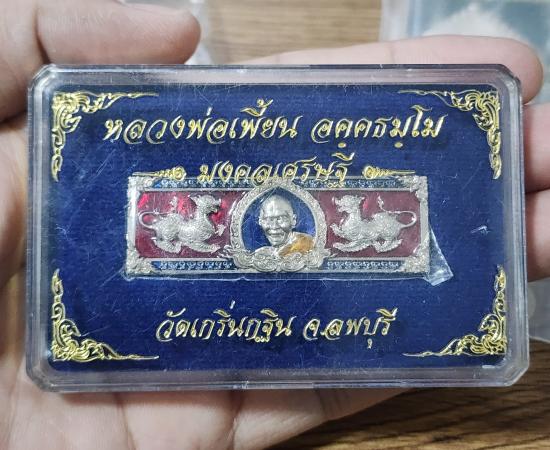 หลวงพ่อเพี้ยน อคฺคธมฺโม
มงคลเศรษฐี
วัดเกริ่นกฐิน จ.ลพบุรี